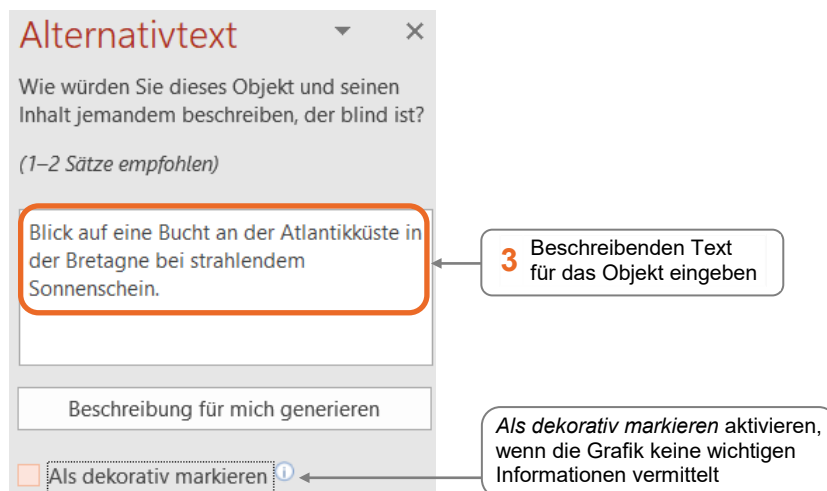 Alternativtext
Wie würden Sie dieses Objekt und seinen
Inhalt jemandem beschreiben, der blind ist?
(1–2 Sätze empfohlen)
Blick auf eine Bucht an der Atlantikküste in
der Bretagne bei strahlendem
Sonnenschein.
3 Beschreibenden Text
für das Objekt eingeben
Beschreibung für mich generieren
Als dekorativ markieren
Als dekorativ markieren aktivieren,
wenn die Grafik keine wichtigen
Informationen vermittelt